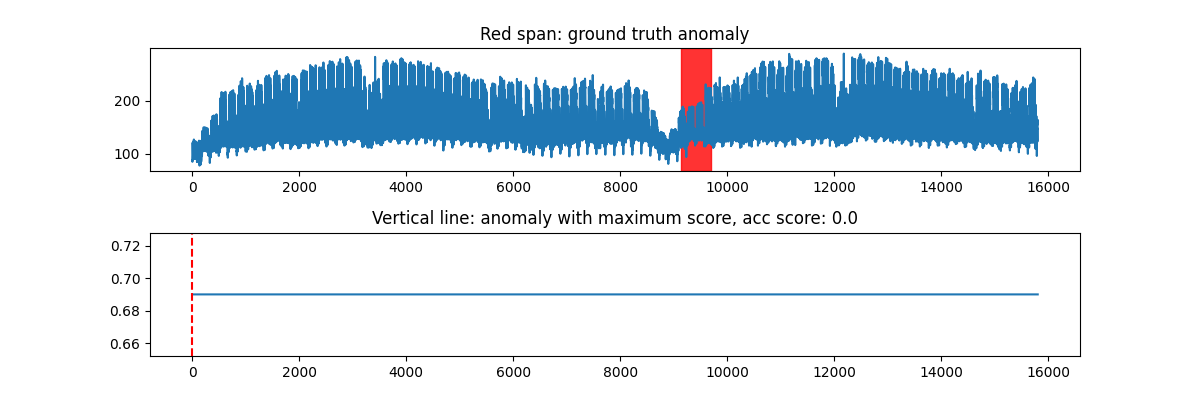 Red span: ground truth anomaly
200
100
0 2000 4000 6000 8000 10000 12000 14000 16000
Vertical line: anomaly with maximum score, acc score: 0.0
0.72
0.70
0.68
0.66
0 2000 4000 6000 8000 10000 12000 14000 16000